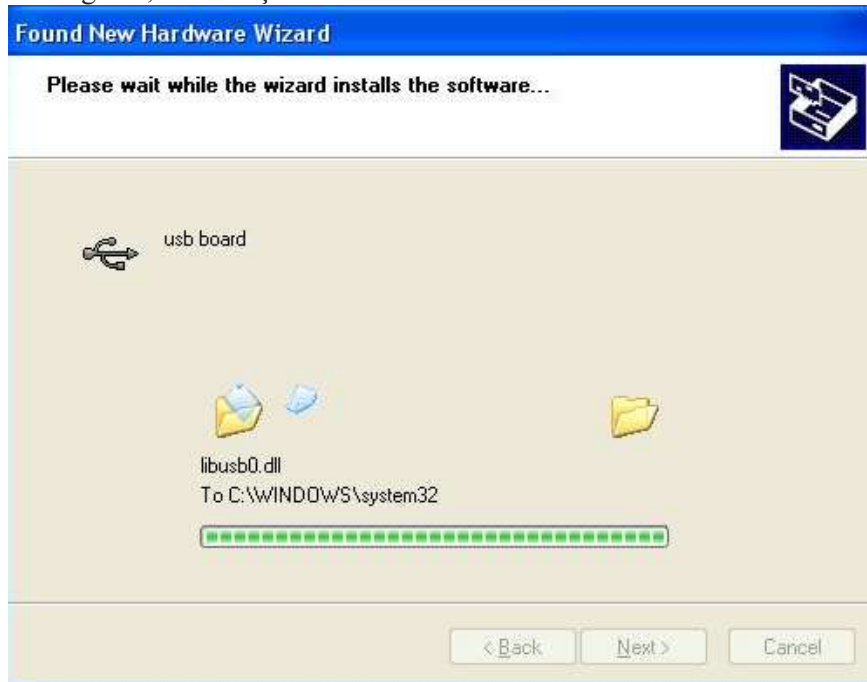 Found New Hardware Wizard
Please wait while the wizard installs the software...
usb board
libusb0.dll
To C:\WINDOWS\system32
< Back
Next >
Cancel